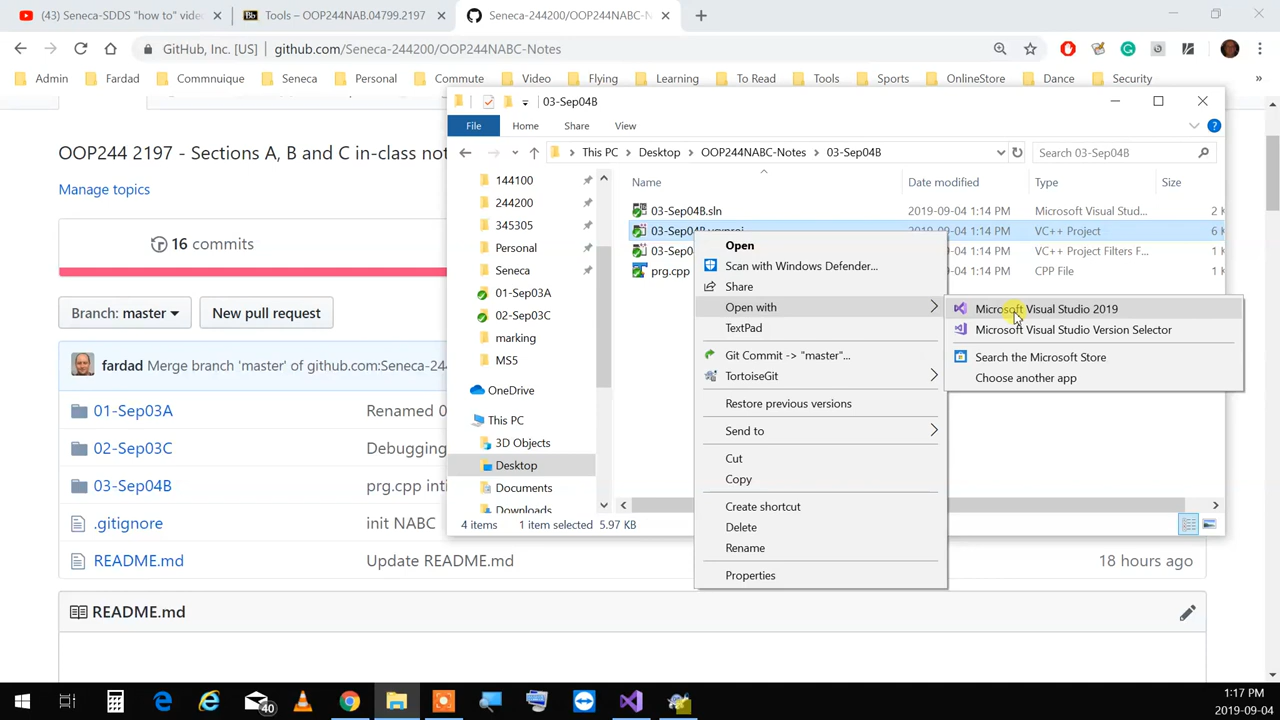 (43) Seneca-SDDS "how to" vide
Tools – OOP244NAB.04799.2197
Seneca-244200/OOP244NABC-N
GitHub, Inc. [US]
github.com/Seneca-244200/OOP244NABC-Notes
Admin
Fardad
Commnuique
Seneca
Personal
Commute
Video
Flying
Learning
To Read
Tools
Sports
OnlineStore
Dance
Security
»
03-Sep04B
File
Home
Share
View
This PC
Desktop
OOP244NABC-Notes
03-Sep04B
Search 03-Sep04B
OOP244 2197 - Sections A, B and C in-class not
Manage topics
16 commits
Branch: master
New pull request
fardad Merge branch 'master' of github.com:Seneca-24
01-Sep03A
Renamed 0
02-Sep03C
Debugging
03-Sep04B
prg.cpp inti
.gitignore
init NABC
README.md
Update README.md
18 hours ago
README.md
144100
244200
345305
Personal
Seneca
01-Sep03A
02-Sep03C
marking
MS5
OneDrive
This PC
3D Objects
Desktop
Documents
Downloads
Name
Date modified
Type
Size
03-Sep04B.sln
2019-09-04 1:14 PM
Microsoft Visual Stud...
2 K
03-Sep04B.vcxproj
2019-09-04 1:14 PM
VC++ Project
6 K
03-Sep0
2019-09-04 1:14 PM
VC++ Project Filters F...
1 K
prg.cpp
2019-09-04 1:14 PM
CPP File
1 K
4 items
1 item selected 5.97 KB
Open
Scan with Windows Defender...
Share
Open with
TextPad
Git Commit -> "master"...
TortoiseGit
Restore previous versions
Send to
Cut
Copy
Create shortcut
Delete
Rename
Properties
Microsoft Visual Studio 2019
Microsoft Visual Studio Version Selector
Search the Microsoft Store
Choose another app
40
1:17 PM
2019-09-04